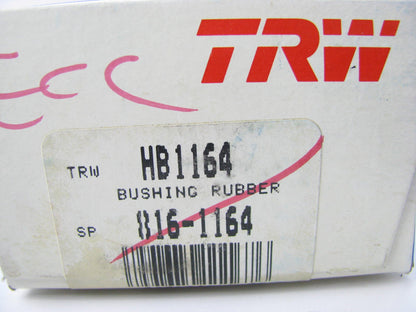 TRW
TRW HB1164
BUSHING RUBBER
SP 816-1164